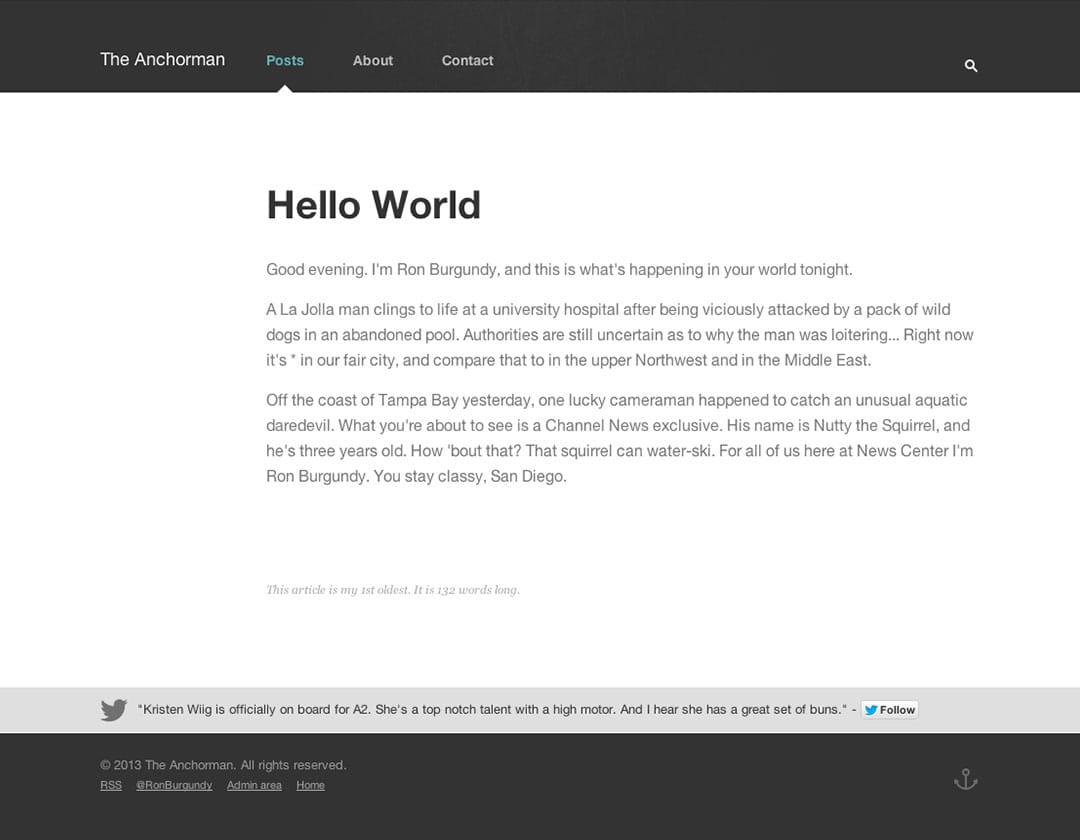 The Anchorman Posts About Contact
Hello World
Good evening. I'm Ron Burgundy, and this is what's happening in your world tonight.
A La Jolla man clings to life at a university hospital after being viciously attacked by a pack of wild
dogs in an abandoned pool. Authorities are still uncertain as to why the man was loitering... Right now
it's * in our fair city, and compare that to in the upper Northwest and in the Middle East.
Off the coast of Tampa Bay yesterday, one lucky cameraman happened to catch an unusual aquatic
daredevil. What you're about to see is a Channel News exclusive. His name is Nutty the Squirrel, and
he's three years old. How 'bout that? That squirrel can water-ski. For all of us here at News Center I'm
Ron Burgundy. You stay classy, San Diego.
This article is my 1st oldest. It is 132 words long.
"Kristen Wiig is officially on board for A2. She's a top notch talent with a high motor. And I hear she has a great set of buns." - Follow
© 2013 The Anchorman. All rights reserved.
RSS @RonBurgundy Admin area Home